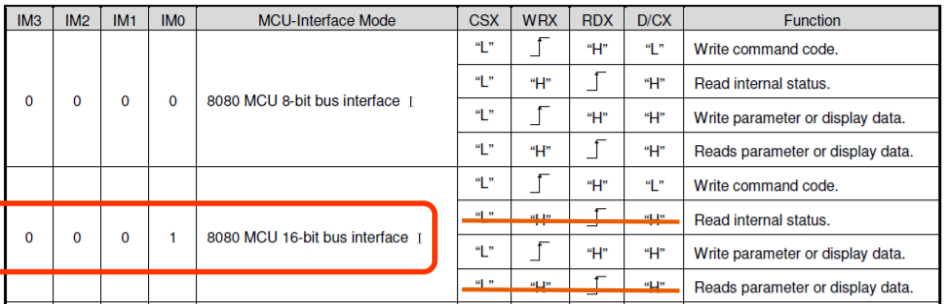 IM3 IM2 IM1 IM0 MCU-Interface Mode CSX WRX RDX D/CX Function
"L" "H" "L" Write command code.
"L" "H" "H" Read internal status.
0 0 0 0 8080 MCU 8-bit bus interface I
"L" "H" "H" Write parameter or display data.
"L" "H" "H" Reads parameter or display data.
"L" "H" "L" Write command code.
"L" "H" "H" Read internal status.
0 0 0 1 8080 MCU 16-bit bus interface I
"L" "H" "H" Write parameter or display data.
"L" "H" "H" Reads parameter or display data.